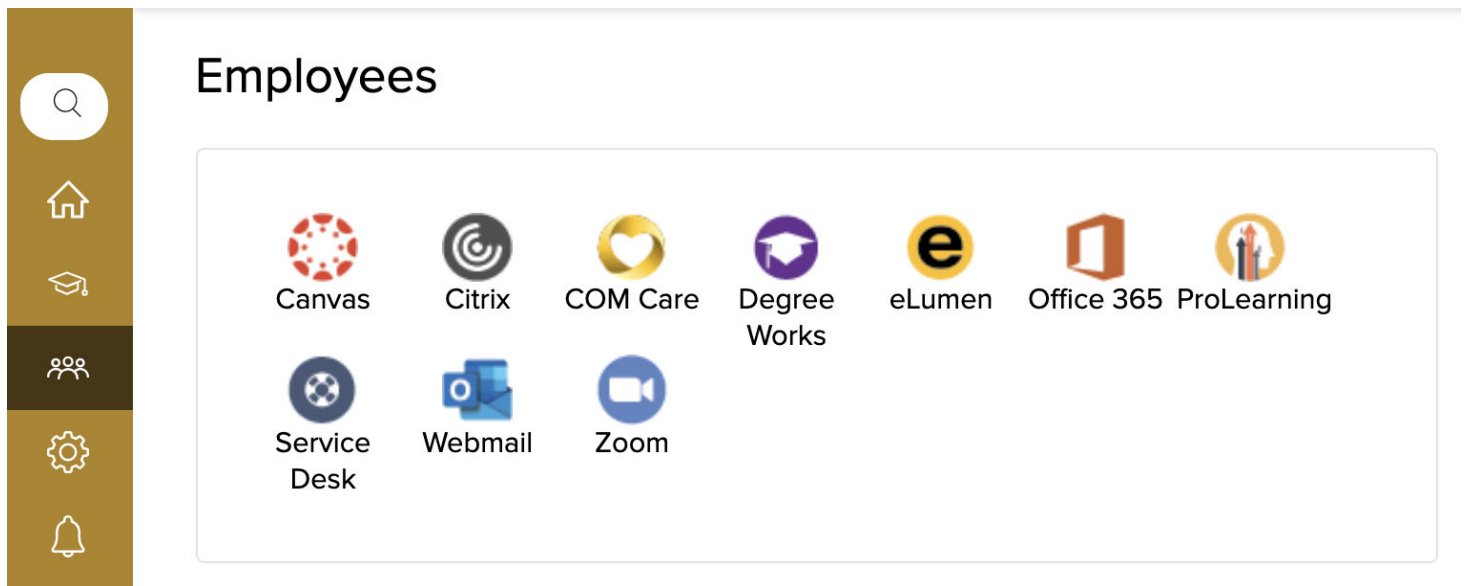 Employees
Canvas Citrix COM Care Degree Works eLumen Office 365 ProLearning
Service Desk Webmail Zoom